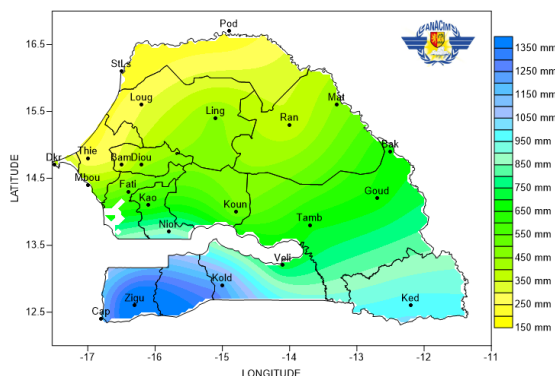 Pod
ANACIM
16.5
StLs
1350 mm
1250 mm
Loug
Mat
1150 mm
15.5
Ling
Ran
1050 mm
Bak
950 mm
Thie
Dkr
Bam
Diou
850 mm
LATITUDE
14.5
Mbou
Fati
Goud
750 mm
Kao
Koun
650 mm
Tamb
Nior
550 mm
13.5
450 mm
Veli
Kold
350 mm
Zigu
Ked
250 mm
12.5
Cap
150 mm
-17
-16
-15
-14
-13
-12
-11
LONGITUDE